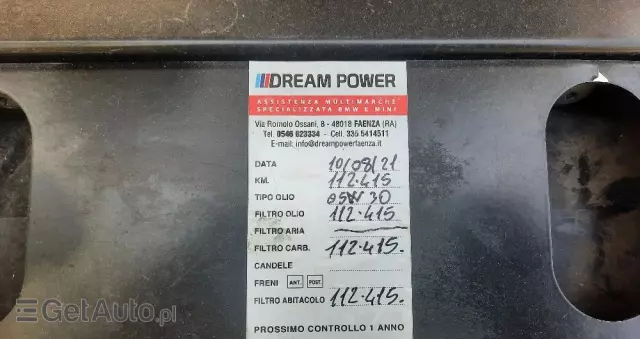 DREAM POWER
ASSISTENZA MULTIMARCHE
SPECIALIZZATA BMW E MINI
Via Romolo Ossani, 8 - 48018 FAENZA (RA)
Tel. 0546 623334 - Cell. 335 5414511
E-mail: info@dreampowerfaenza.it
DATA 10/08/21
KM. 112.415
TIPO OLIO 05W30
FILTRO OLIO 112.415
FILTRO ARIA
FILTRO CARB. 112.415.
CANDELE
FRENI ANT. POST.
FILTRO ABITACOLO 112.415.
PROSSIMO CONTROLLO 1 ANNO
GetAuto.pl